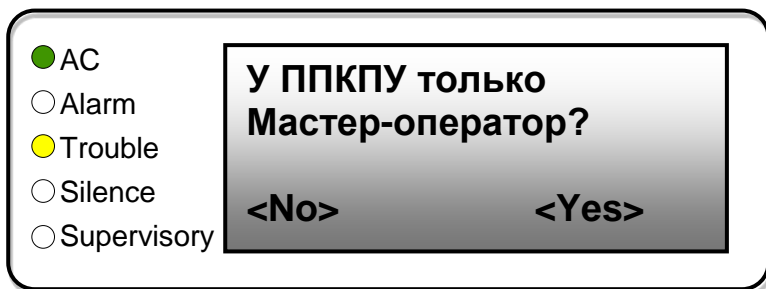 AC
Alarm
Trouble
Silence
Supervisory
У ППКПУ только
Мастер-оператор?
<No> <Yes>